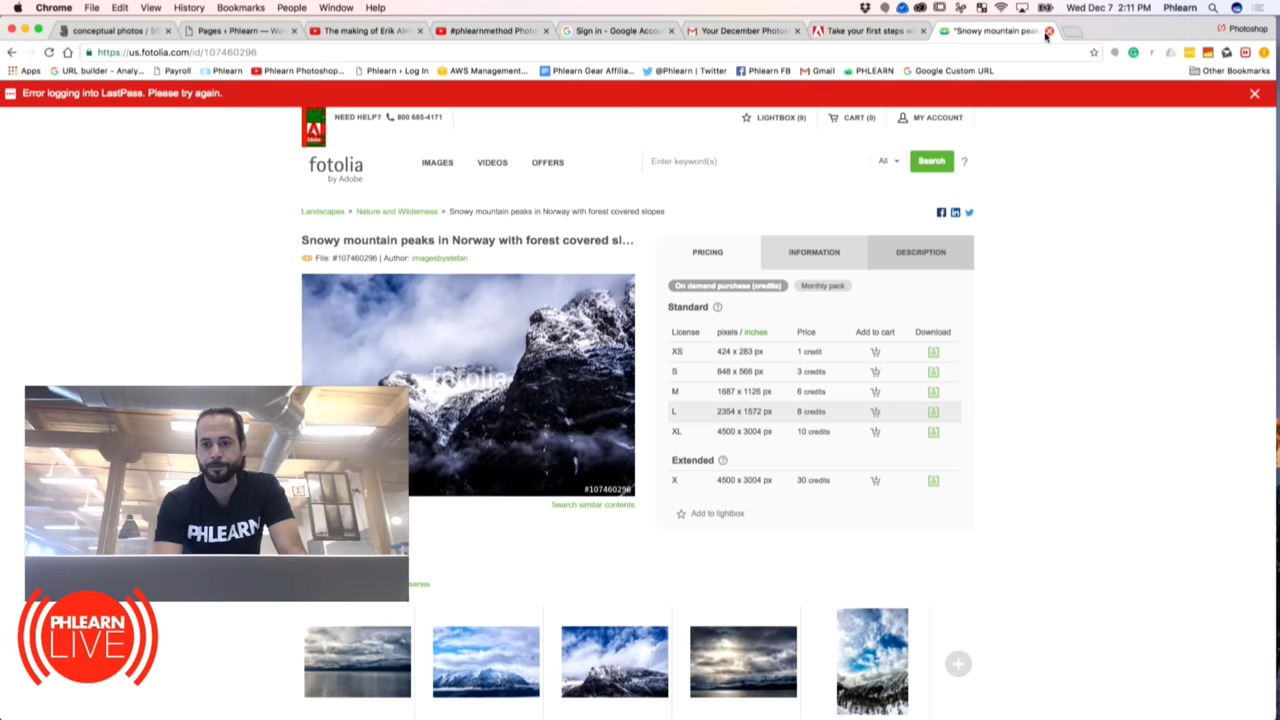 Chrome File Edit View History Bookmarks People Window Help
Wed Dec 7 2:11 PM Phlearn
conceptual photos / 50
Pages ‹ Phlearn — Wor
The making of Erik Alm
#phlearnmethod Photo
Sign in - Google Accou
Your December Photos
Take your first steps w
"Snowy mountain peak
Photoshop
https://us.fotolia.com/id/107460296
Apps URL builder - Analy... Payroll Phlearn Phlearn Photoshop... Phlearn › Log In AWS Management... Phlearn Gear Affilia... @Phlearn | Twitter Phlearn FB Gmail PHLEARN Google Custom URL Other Bookmarks
Error logging into LastPass. Please try again.
Adobe
NEED HELP? 800 685-4171
LIGHTBOX (9) CART (0) MY ACCOUNT
fotolia
by Adobe
IMAGES VIDEOS OFFERS
Enter keyword(s) All Search ?
Landscapes > Nature and Wilderness > Snowy mountain peaks in Norway with forest covered slopes
Snowy mountain peaks in Norway with forest covered sl...
File: #107460296 | Author: imagesbystefan
fotolia
#107460296
Search similar contents
PRICING INFORMATION DESCRIPTION
On demand purchase (credits) Monthly pack
Standard ?
License pixels / inches Price Add to cart Download
XS 424 x 283 px 1 credit
S 848 x 566 px 3 credits
M 1687 x 1126 px 6 credits
L 2354 x 1572 px 8 credits
XL 4500 x 3004 px 10 credits
Extended ?
X 4500 x 3004 px 30 credits
Add to lightbox
series
EXIT
PHLEARN
PHLEARN
LIVE
+